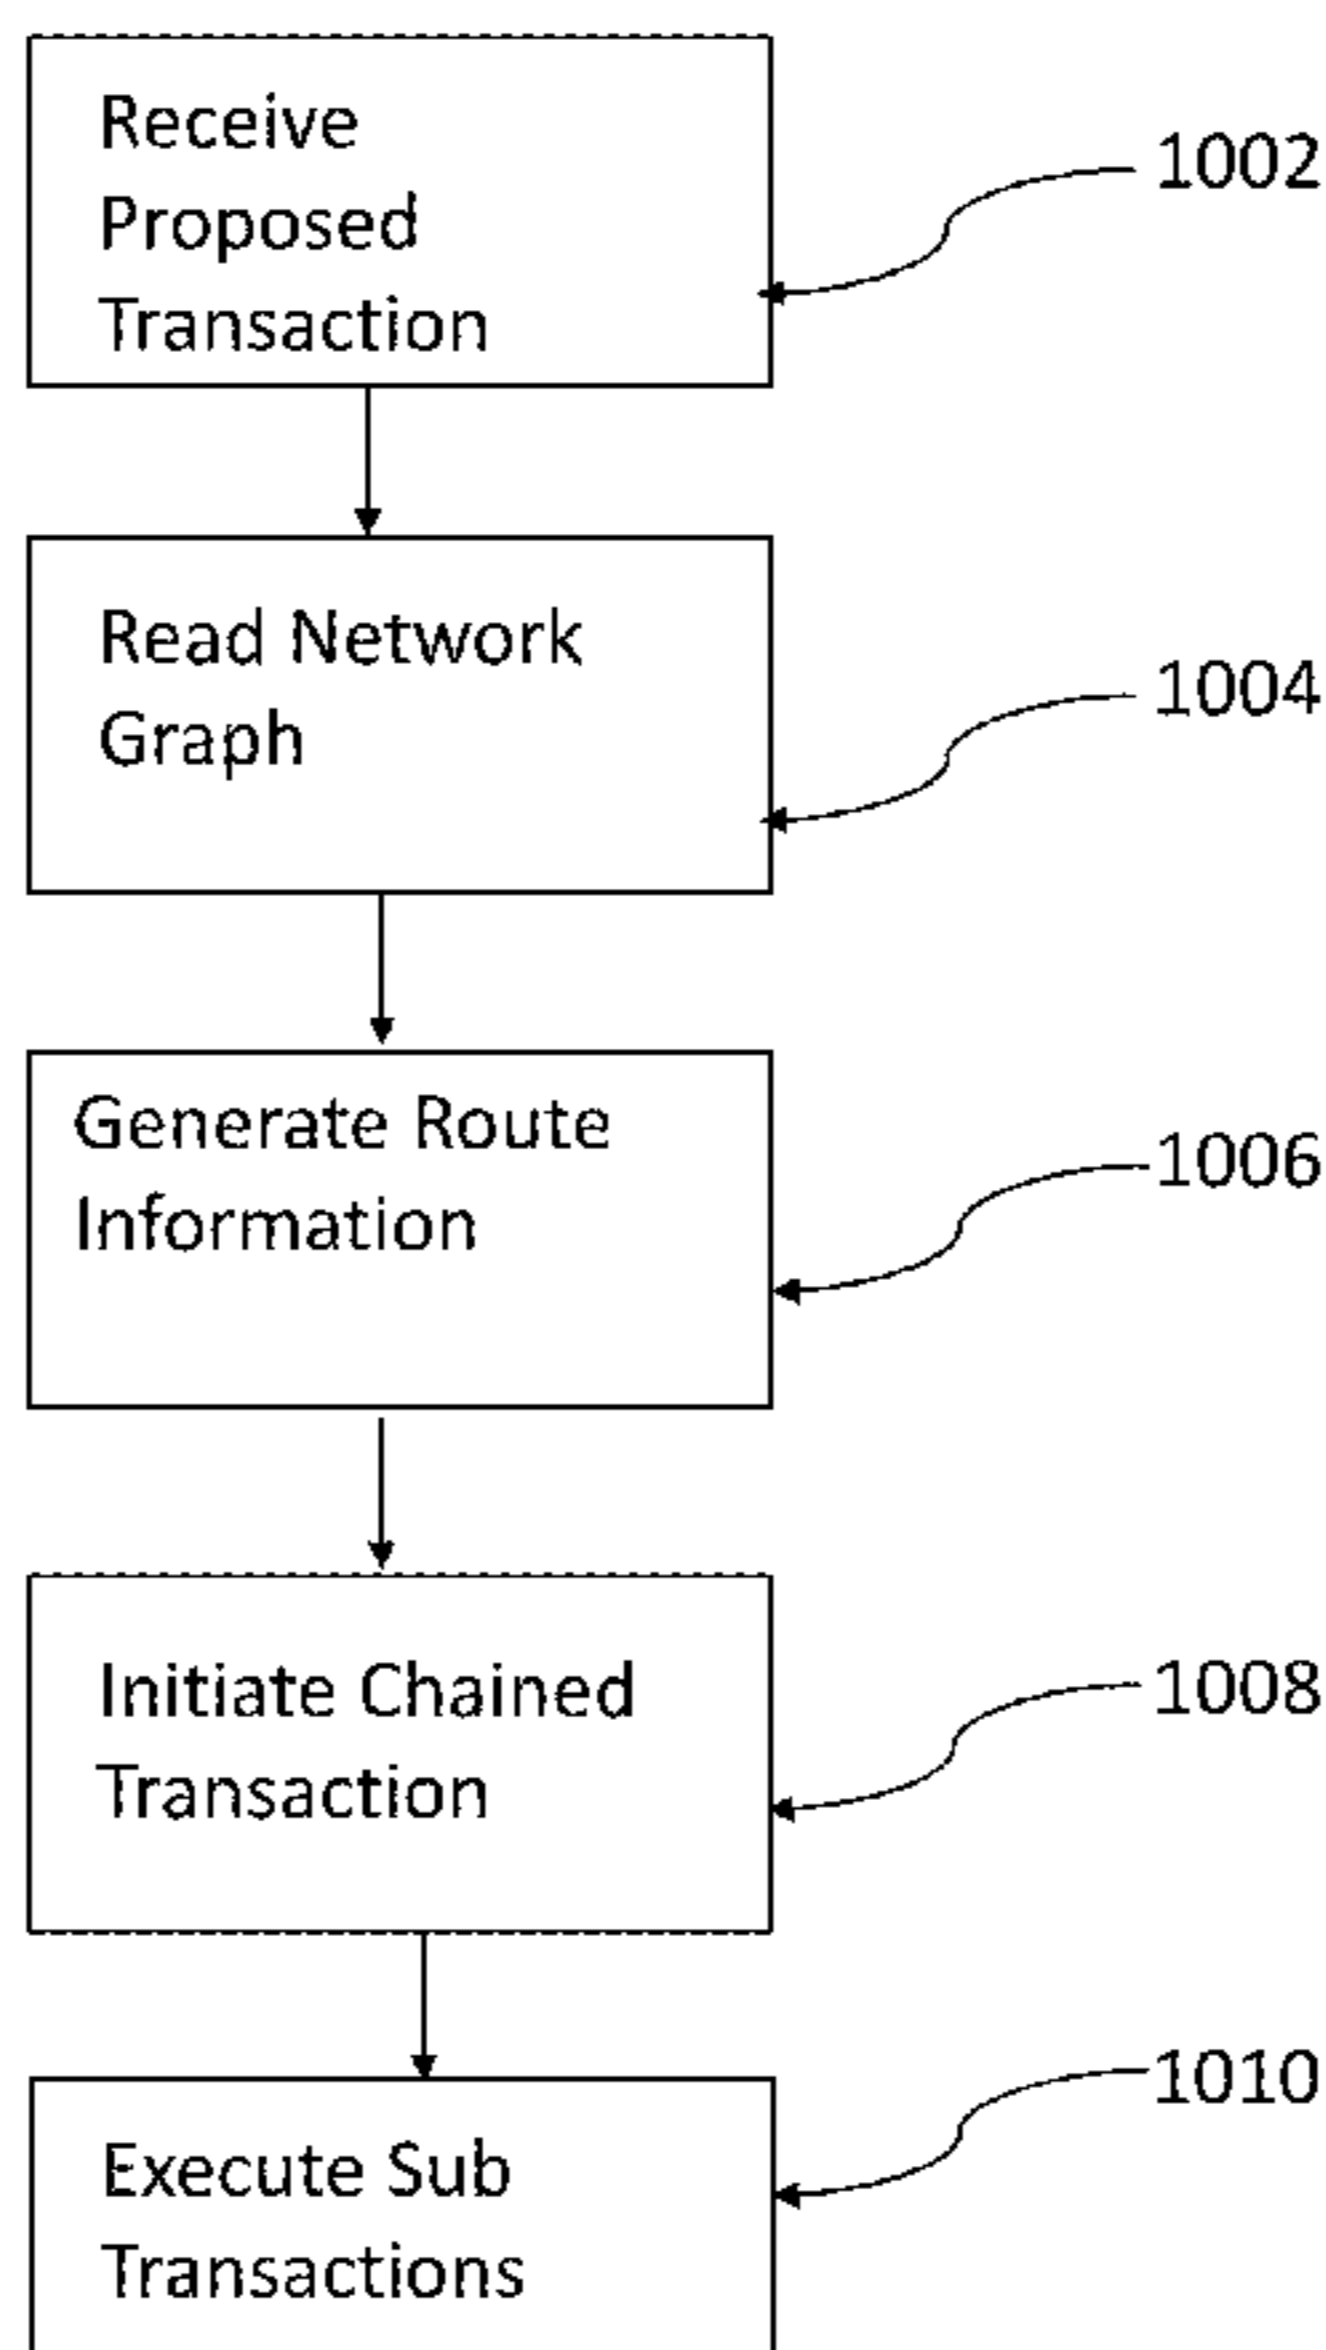 Receive
Proposed
Transaction
1002
Read Network
Graph
1004
Generate Route
Information
1006
Initiate Chained
Transaction
1008
Execute Sub
Transactions
1010